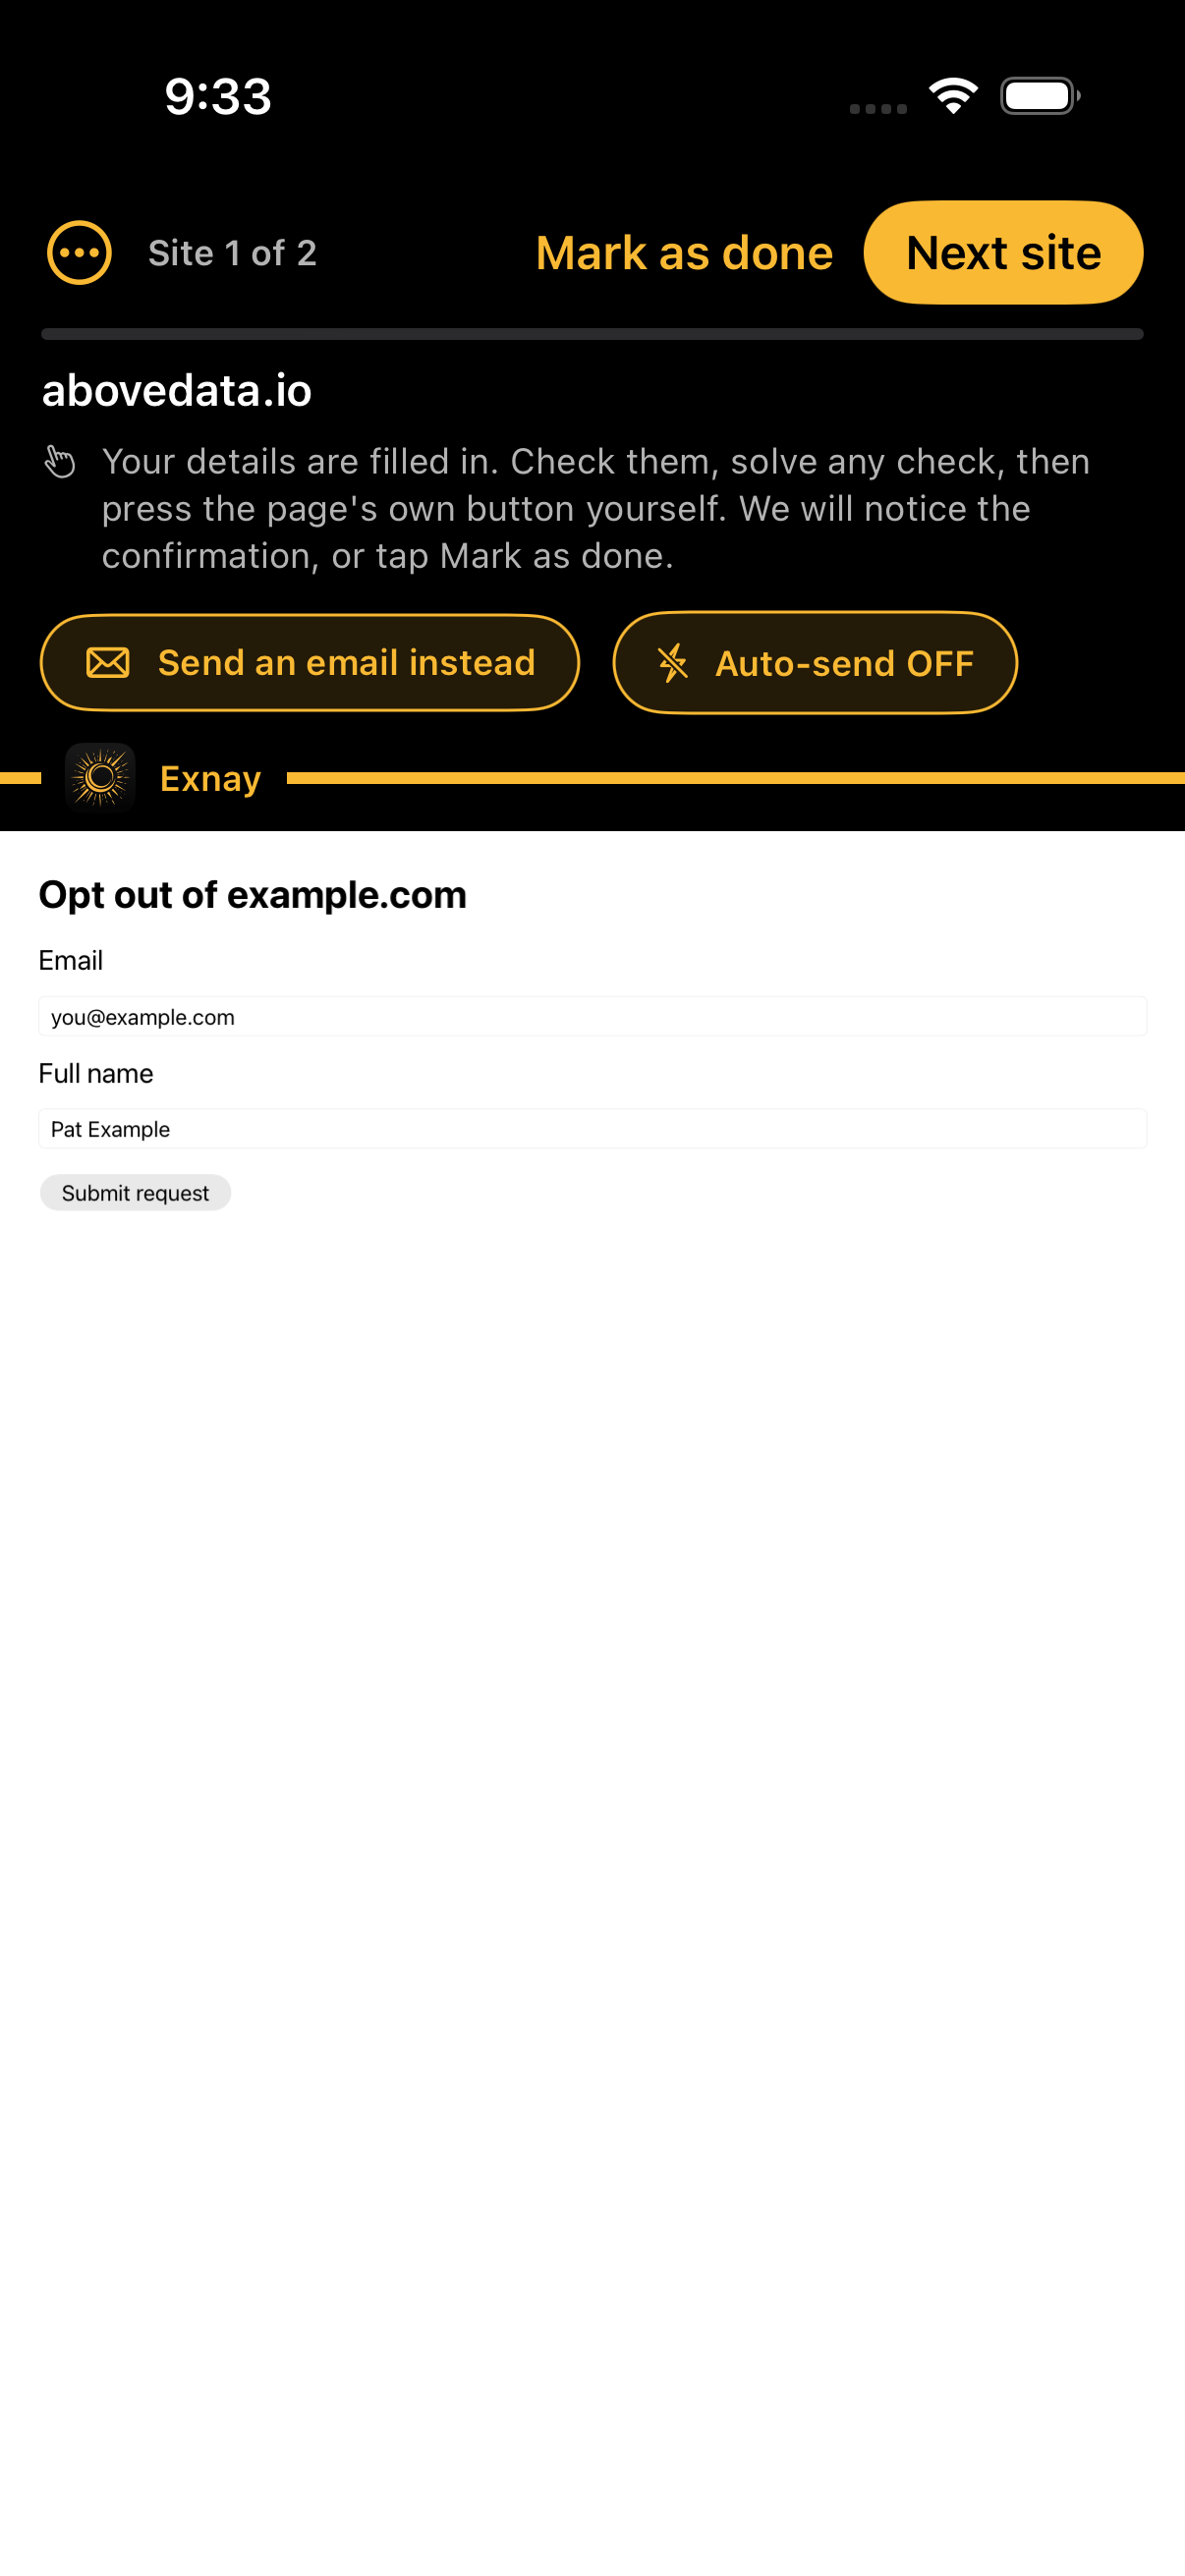 9:33
Site 1 of 2
Mark as done
Next site
abovedata.io
Your details are filled in. Check them, solve any check, then
press the page's own button yourself. We will notice the
confirmation, or tap Mark as done.
Send an email instead
Auto-send OFF
Exnay
Opt out of example.com
Email
you@example.com
Full name
Pat Example
Submit request